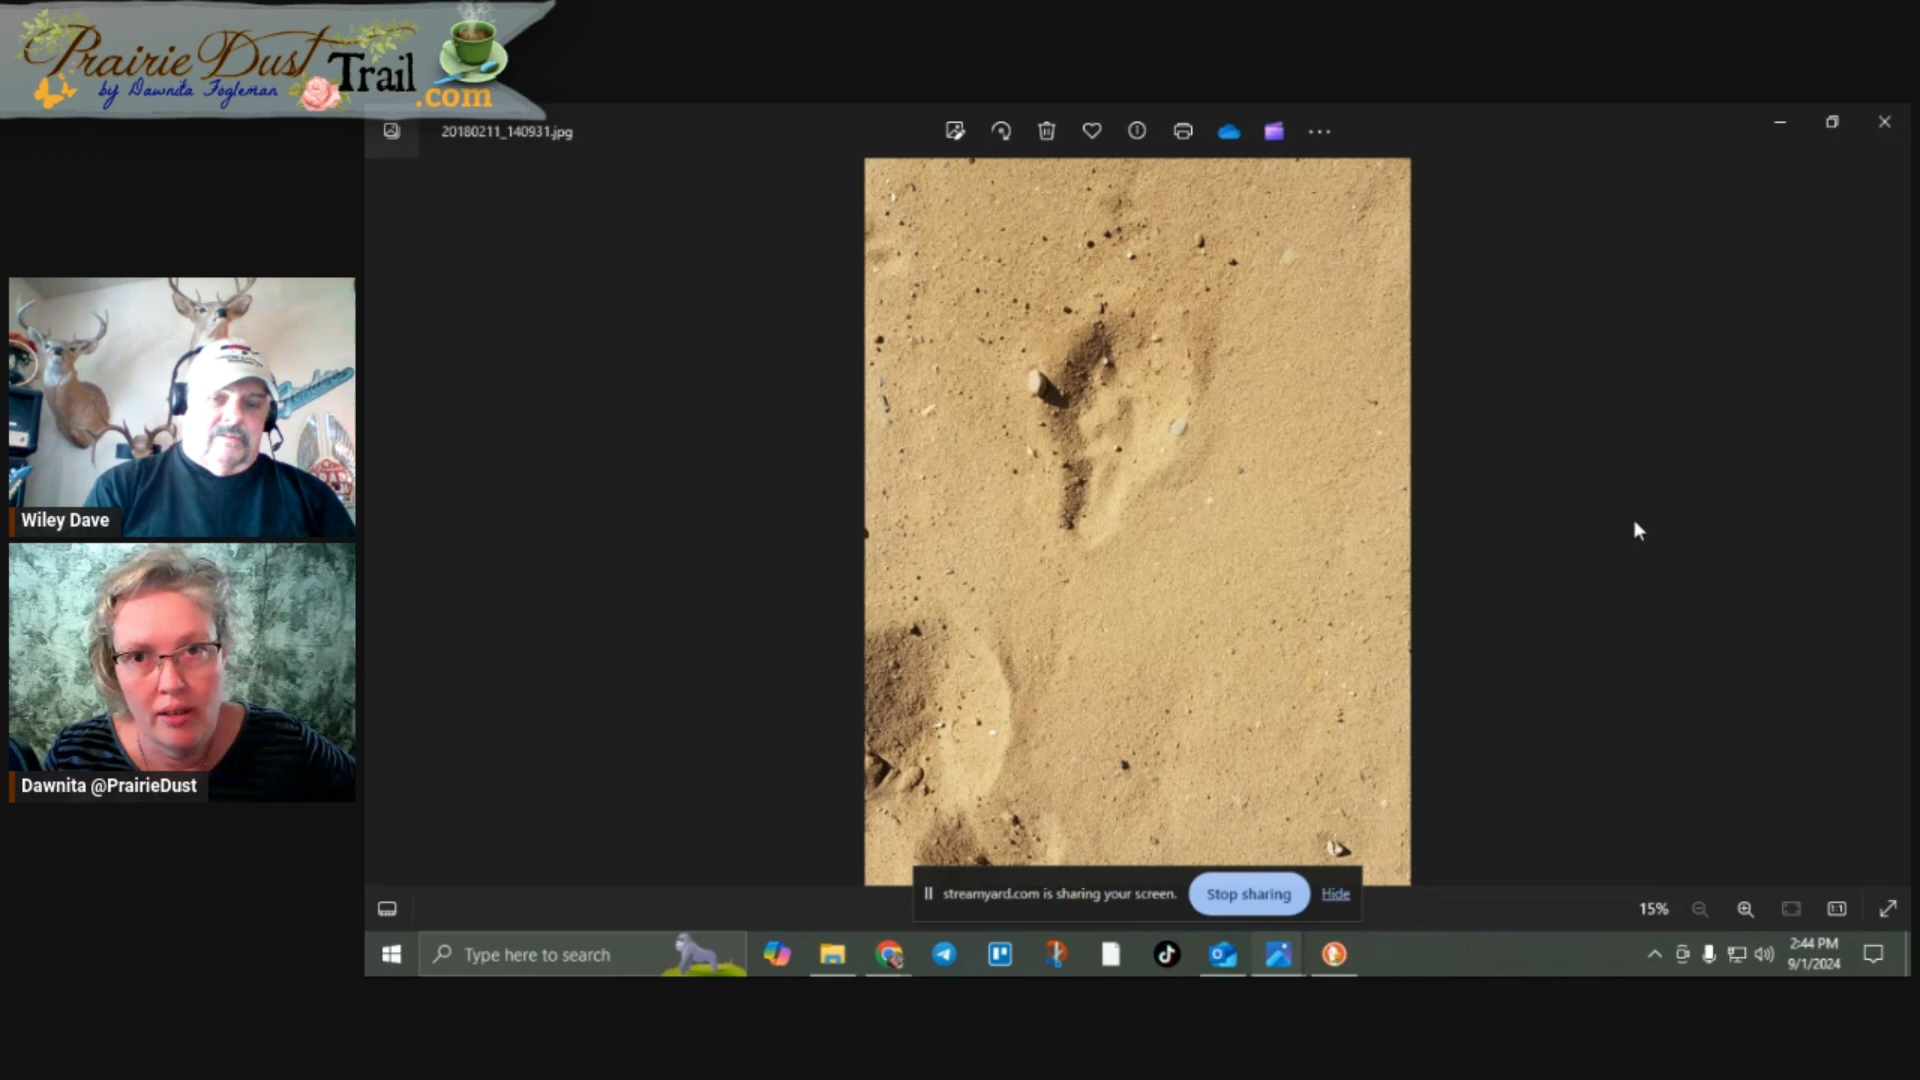 Prairie Dust Trail
by Dawnita Fogleman
.com
20180211_140931.jpg
Wiley Dave
Dawnita @PrairieDust
streamyard.com is sharing your screen.
Stop sharing
Hide
15%
Type here to search
2:44 PM
9/1/2024